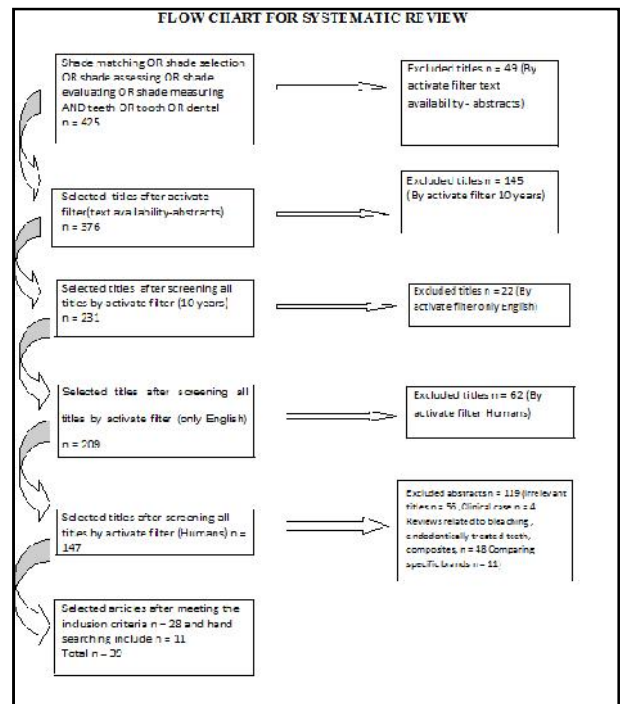 FLOW CHART FOR SYSTEMATIC REVIEW
Shade matching OR shade selection
OR shade assessing OR shade
evaluating OR shade measuring
AND teeth OR tooth OR dental
n = 425
Excluded titles n = 49 (By
activate filter text
availability - abstracts)
Selected titles after activate
filter(text availability-abstracts)
n = 376
Excluded titles n = 145
(By activate filter 10 years)
Selected titles after screening all
titles by activate filter (10 years)
n = 231
Excluded titles n = 22 (By
activate filter only English)
Selected titles after screening all
titles by activate filter (only English)
n = 209
Excluded titles n = 62 (By
activate filter Humans)
Selected titles after screening all
titles by activate filter (Humans) n =
147
Excluded abstracts n = 119 (Irrelevant
titles n = 56, Clinical case n = 4
Reviews related to bleaching,
endodontically treated teeth,
composites, n = 48 Comparing
specific brands n = 11)
Selected articles after meeting the
inclusion criteria n = 28 and hand
searching include n = 11
Total n = 39